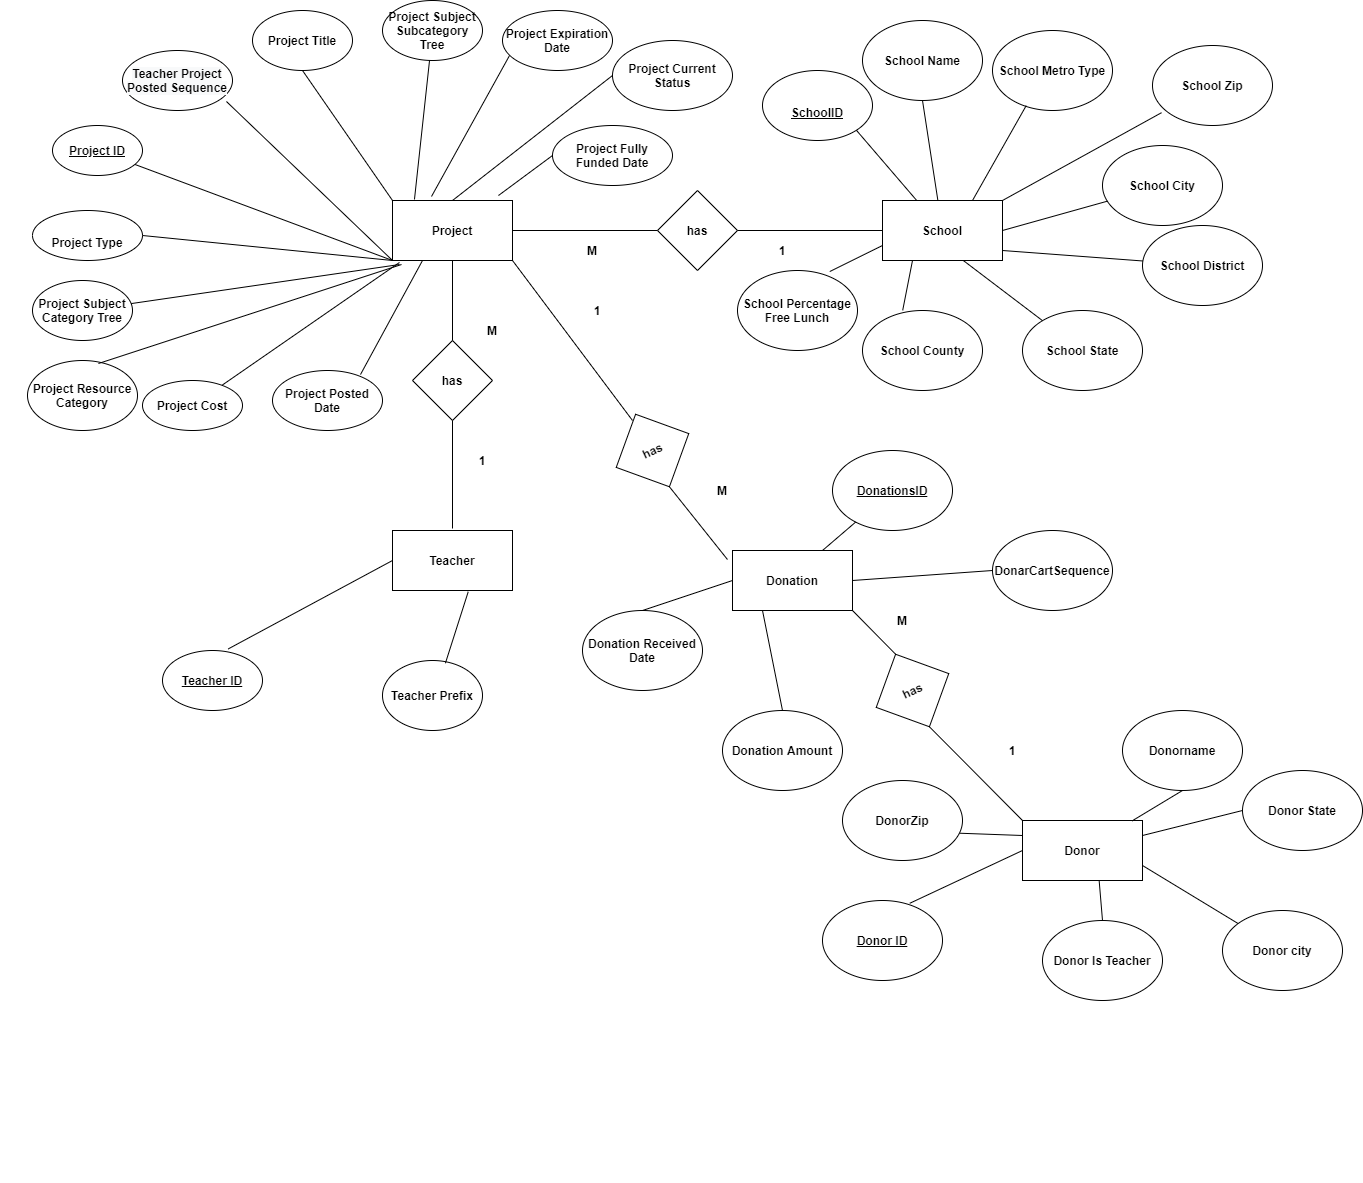 Project Title
Project Subject
Subcategory
Tree
Project Expiration
Date
Project Current
Status
Teacher Project
Posted Sequence
Project ID
Project Fully
Funded Date
Project Type
Project
has
M
1
Project Subject
Category Tree
Project Resource
Category
Project Cost
Project Posted
Date
School Name
School Metro Type
School Zip
SchoolID
School City
School
School District
School Percentage
Free Lunch
School County
School State
M
has
1
1
has
M
Teacher
Teacher ID
Teacher Prefix
DonationsID
Donation
DonarCartSequence
Donation Received
Date
Donation Amount
M
has
1
Donorname
Donor State
DonorZip
Donor
Donor ID
Donor Is Teacher
Donor city